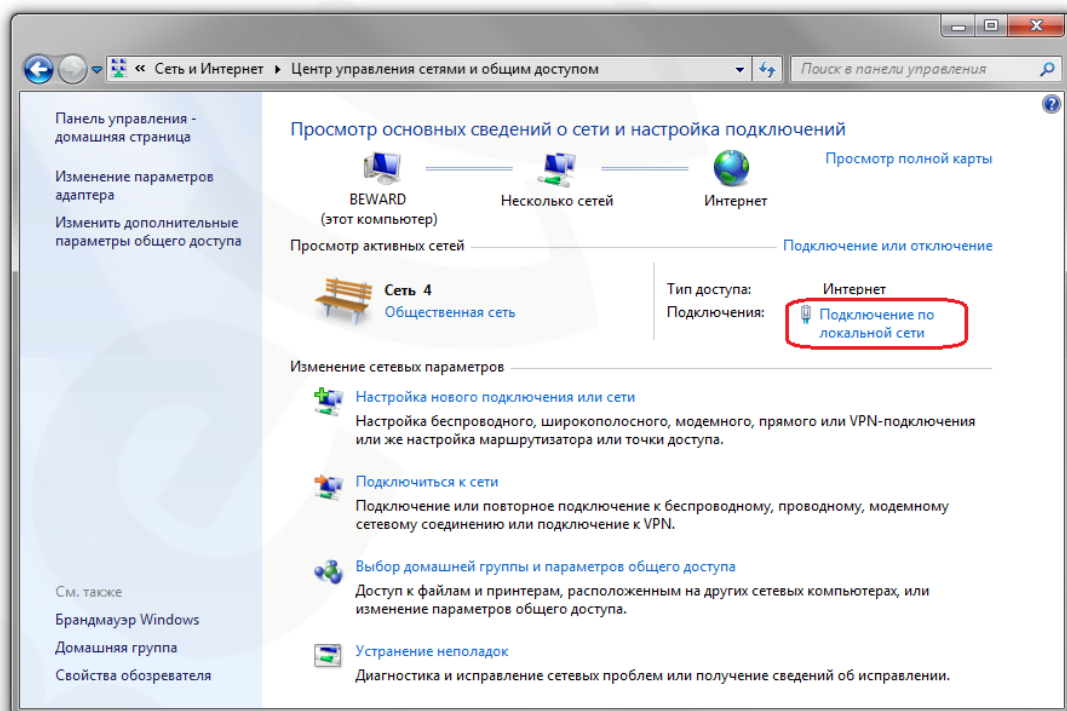 « Сеть и Интернет ▸ Центр управления сетями и общим доступом
Поиск в панели управления
Панель управления -
домашняя страница
Изменение параметров
адаптера
Изменить дополнительные
параметры общего доступа
См. также
Брандмауэр Windows
Домашняя группа
Свойства обозревателя
Просмотр основных сведений о сети и настройка подключений
Просмотр полной карты
BEWARD
(этот компьютер)
Несколько сетей
Интернет
Просмотр активных сетей
Подключение или отключение
Сеть 4
Общественная сеть
Тип доступа: Интернет
Подключения: Подключение по
локальной сети
Изменение сетевых параметров
Настройка нового подключения или сети
Настройка беспроводного, широкополосного, модемного, прямого или VPN-подключения
или же настройка маршрутизатора или точки доступа.
Подключиться к сети
Подключение или повторное подключение к беспроводному, проводному, модемному
сетевому соединению или подключение к VPN.
Выбор домашней группы и параметров общего доступа
Доступ к файлам и принтерам, расположенным на других сетевых компьютерах, или
изменение параметров общего доступа.
Устранение неполадок
Диагностика и исправление сетевых проблем или получение сведений об исправлении.